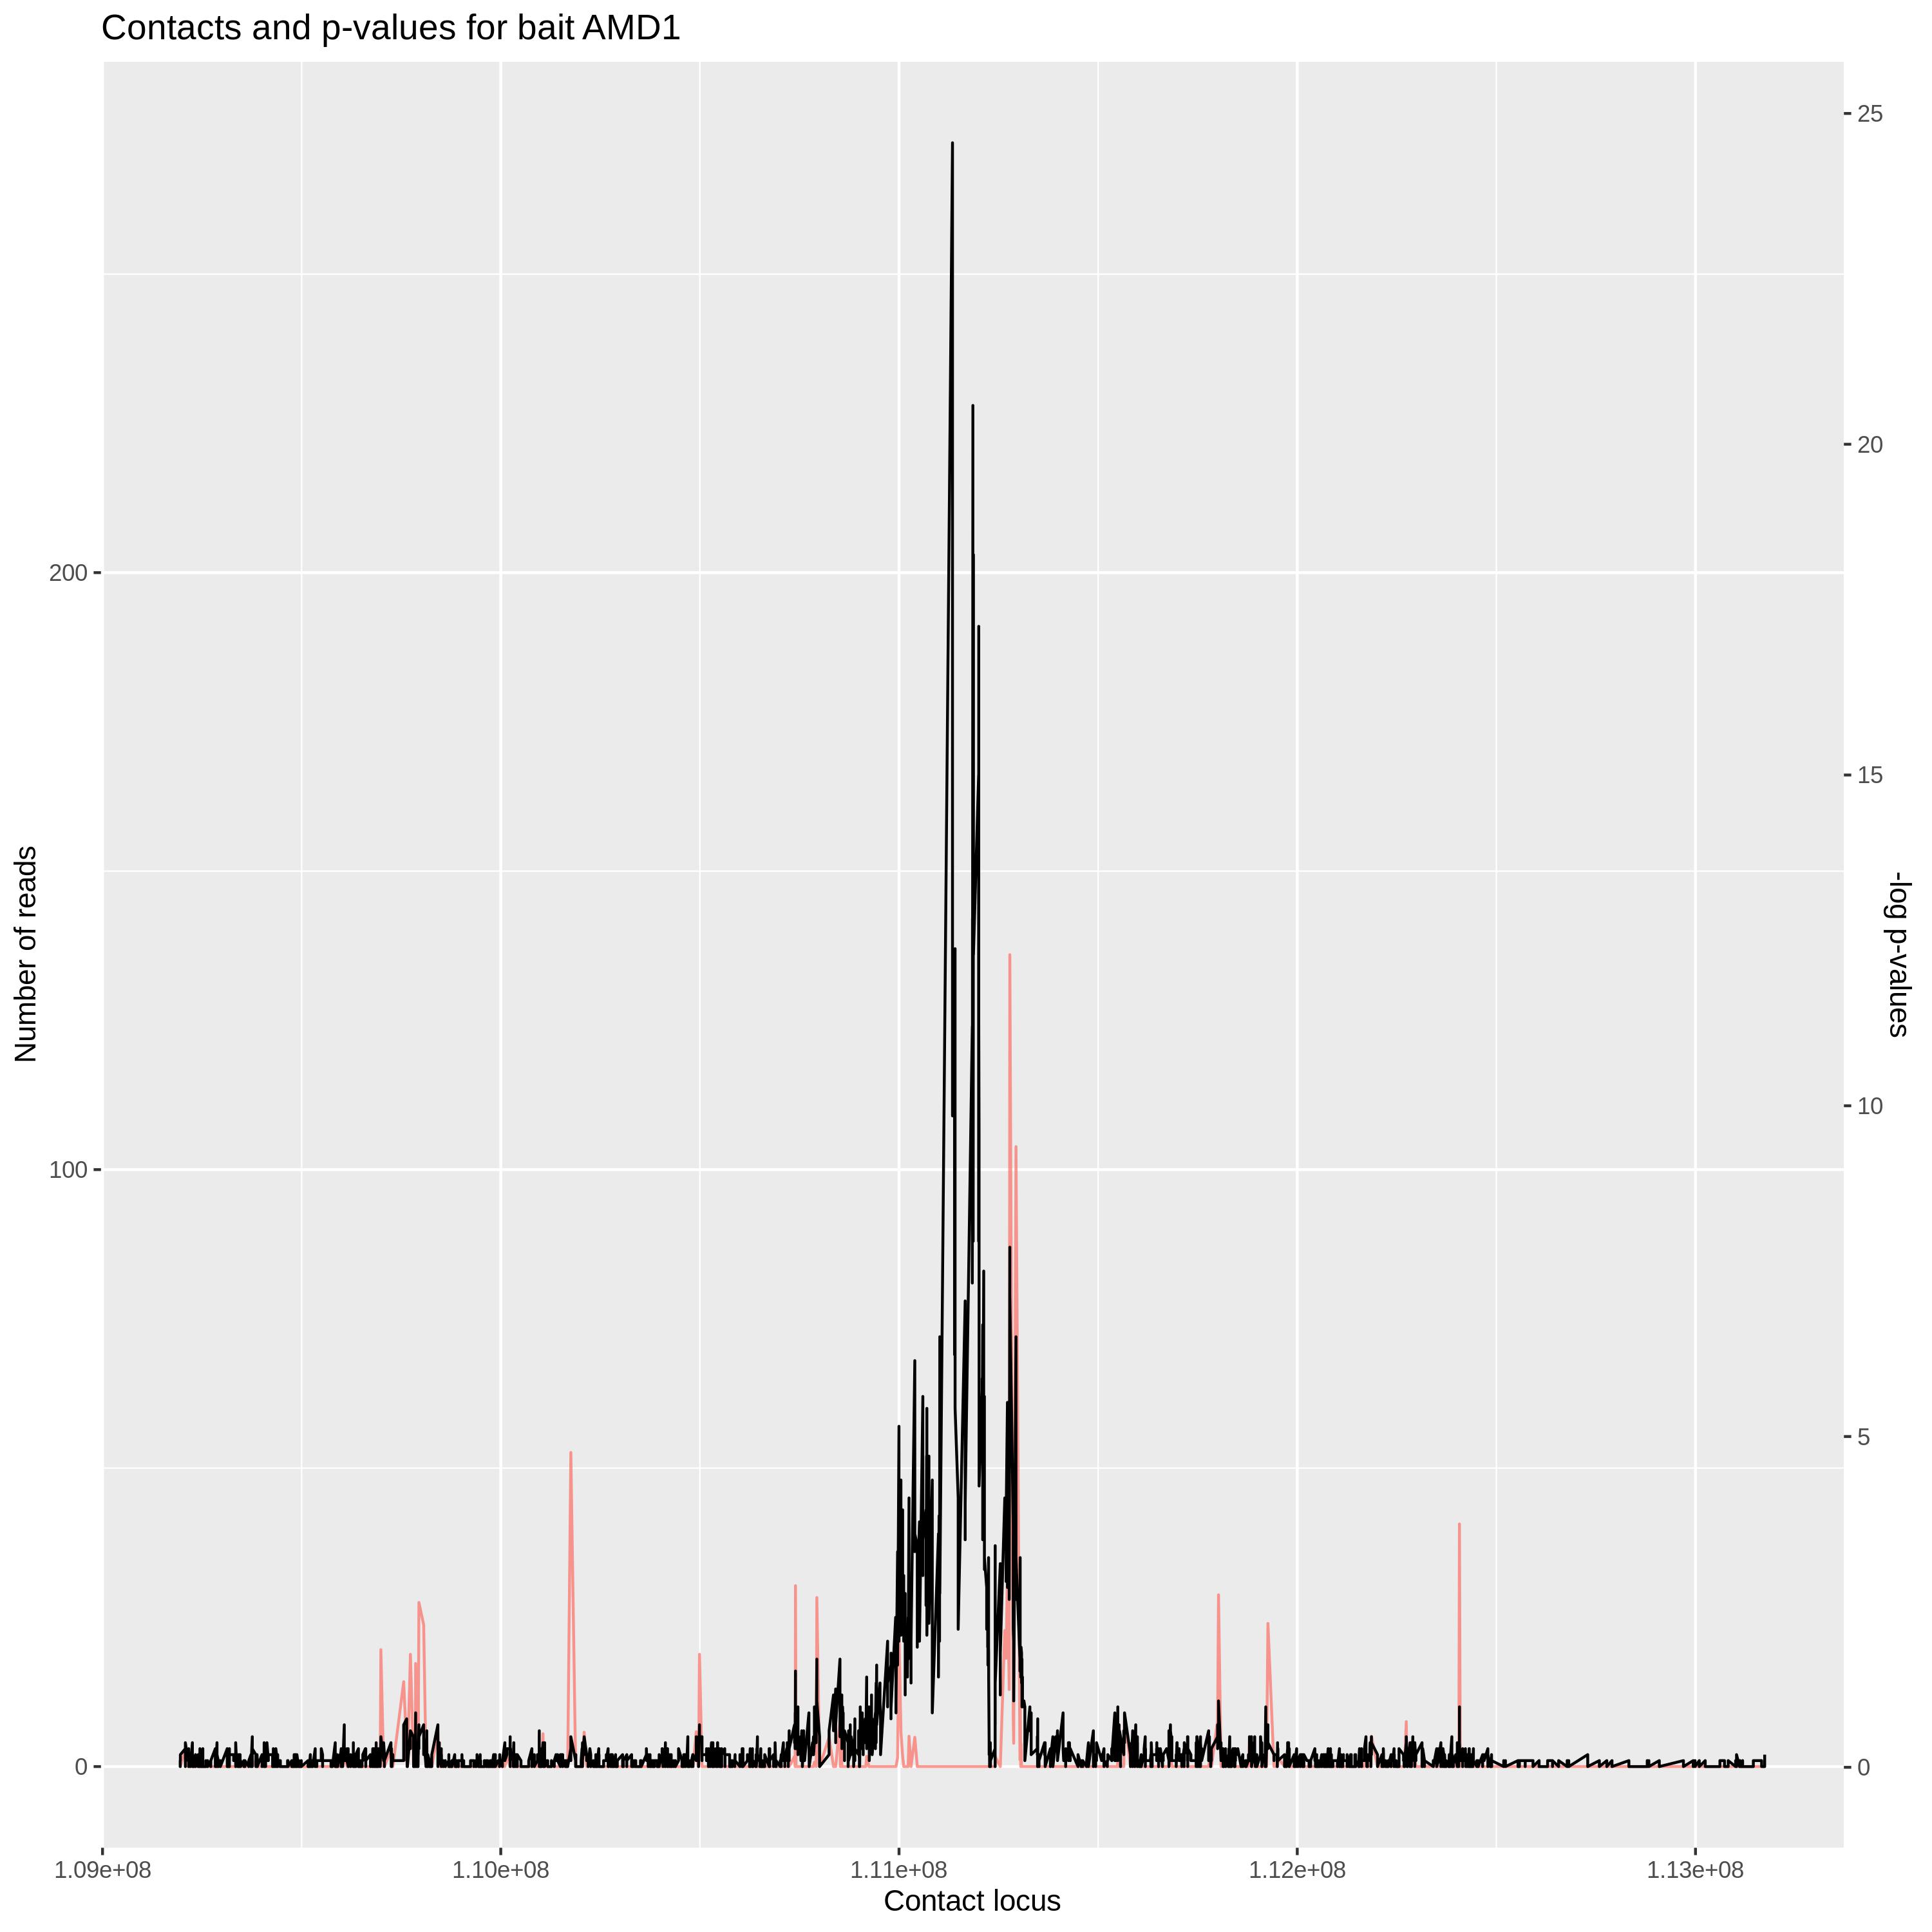 Contacts and p-values for bait AMD1
25
20
200
15
Number of reads
-log p-values
10
100
5
0
0
1.09e+08
1.10e+08
1.11e+08
1.12e+08
1.13e+08
Contact locus